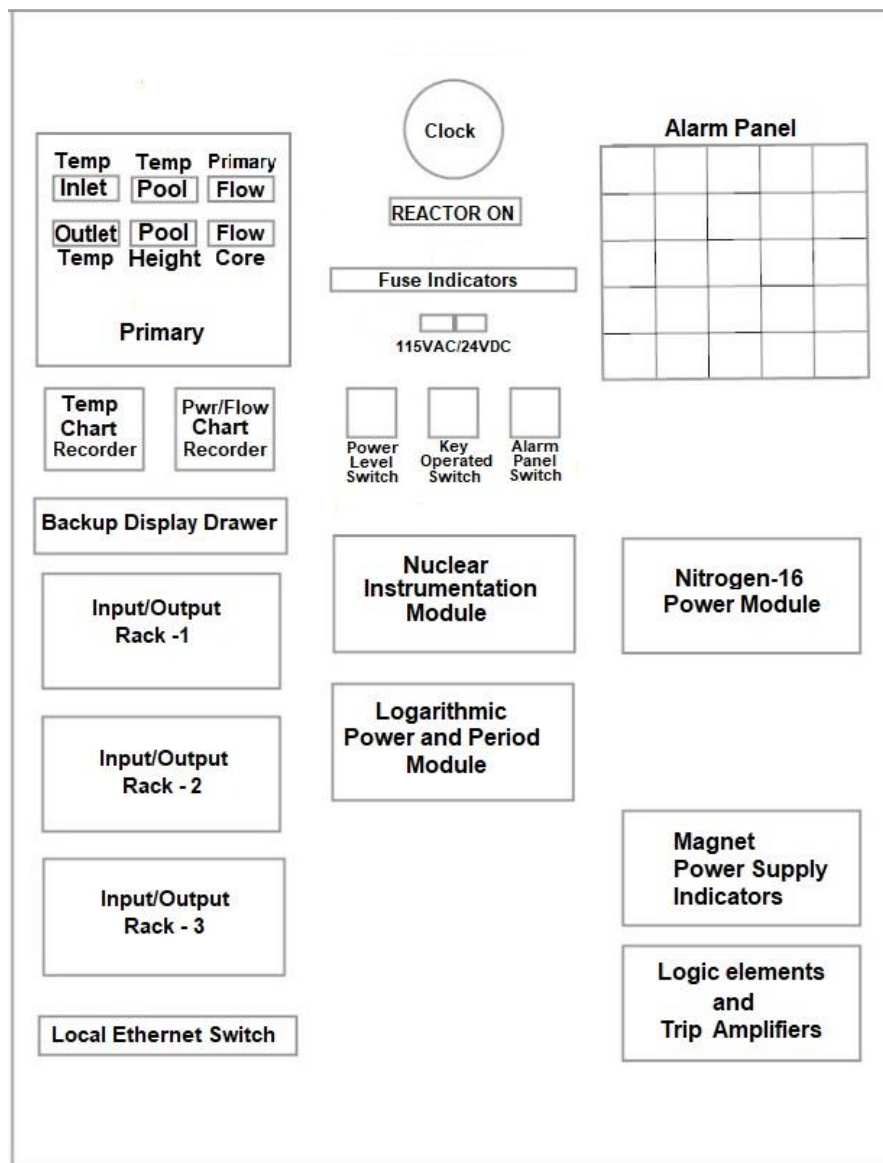 Clock
Alarm Panel
Temp Temp Primary
Inlet Pool Flow
Outlet Pool Flow
Temp Height Core
Primary
REACTOR ON
Fuse Indicators
115VAC/24VDC
Temp
Chart
Recorder
Pwr/Flow
Chart
Recorder
Power
Level
Switch
Key
Operated
Switch
Alarm
Panel
Switch
Backup Display Drawer
Nuclear
Instrumentation
Module
Nitrogen-16
Power Module
Input/Output
Rack -1
Logarithmic
Power and Period
Module
Input/Output
Rack - 2
Magnet
Power Supply
Indicators
Input/Output
Rack - 3
Logic elements
and
Trip Amplifiers
Local Ethernet Switch